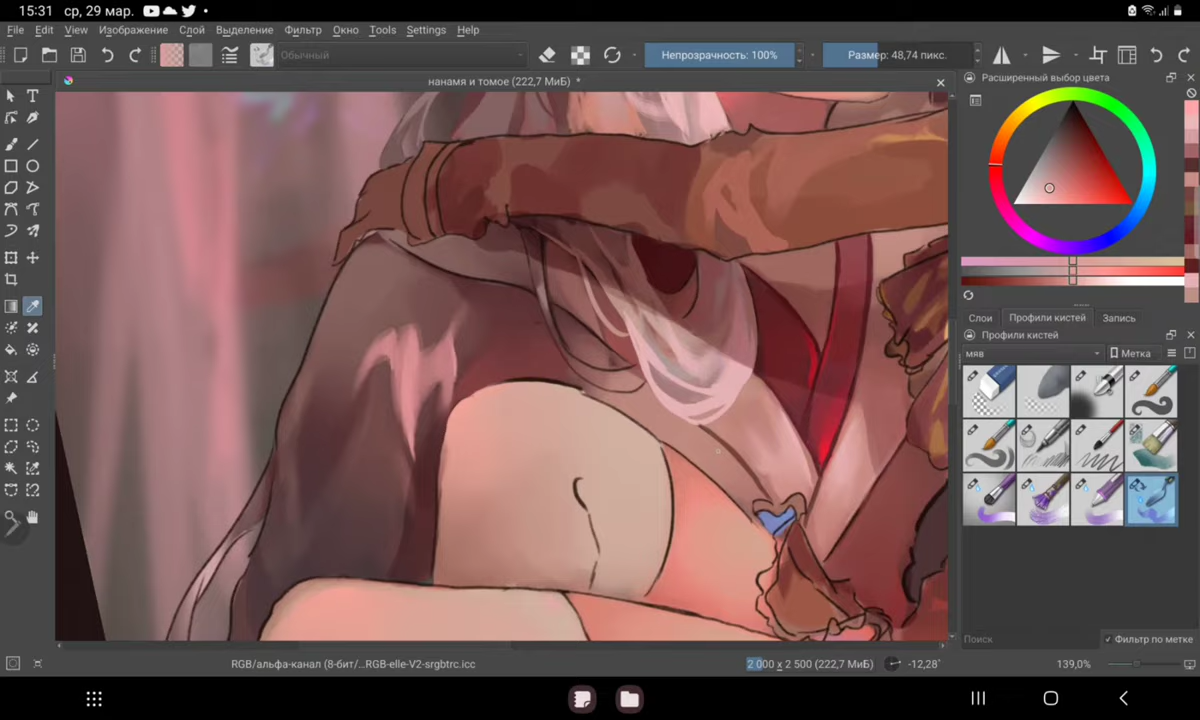 15:31 ср, 29 мар.
File Edit View Изображение Слой Выделение Фильтр Окно Tools Settings Help
Обычный Непрозрачность: 100% Размер: 48,74 пикс.
нанамя и томое (222,7 МиБ) *
Расширенный выбор цвета
Слои Профили кистей Запись
Профили кистей
мяв Метка
Поиск Фильтр по метке
RGB/альфа-канал (8-бит/...RGB-elle-V2-srgbtrc.icc 2 000 x 2 500 (222,7 МиБ) -12,28° 139,0%